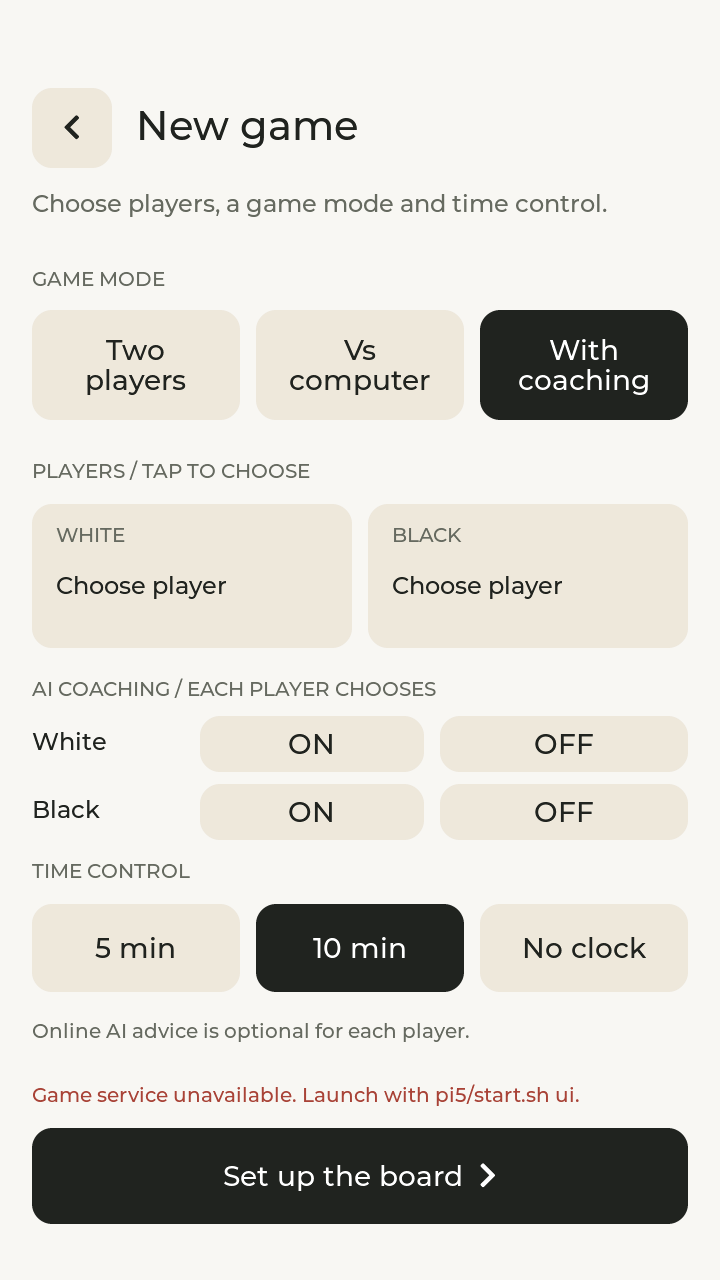 New game
Choose players, a game mode and time control.
GAME MODE
Two
players
Vs
computer
With
coaching
PLAYERS / TAP TO CHOOSE
WHITE
Choose player
BLACK
Choose player
AI COACHING / EACH PLAYER CHOOSES
White
ON
OFF
Black
ON
OFF
TIME CONTROL
5 min
10 min
No clock
Online AI advice is optional for each player.
Game service unavailable. Launch with pi5/start.sh ui.
Set up the board